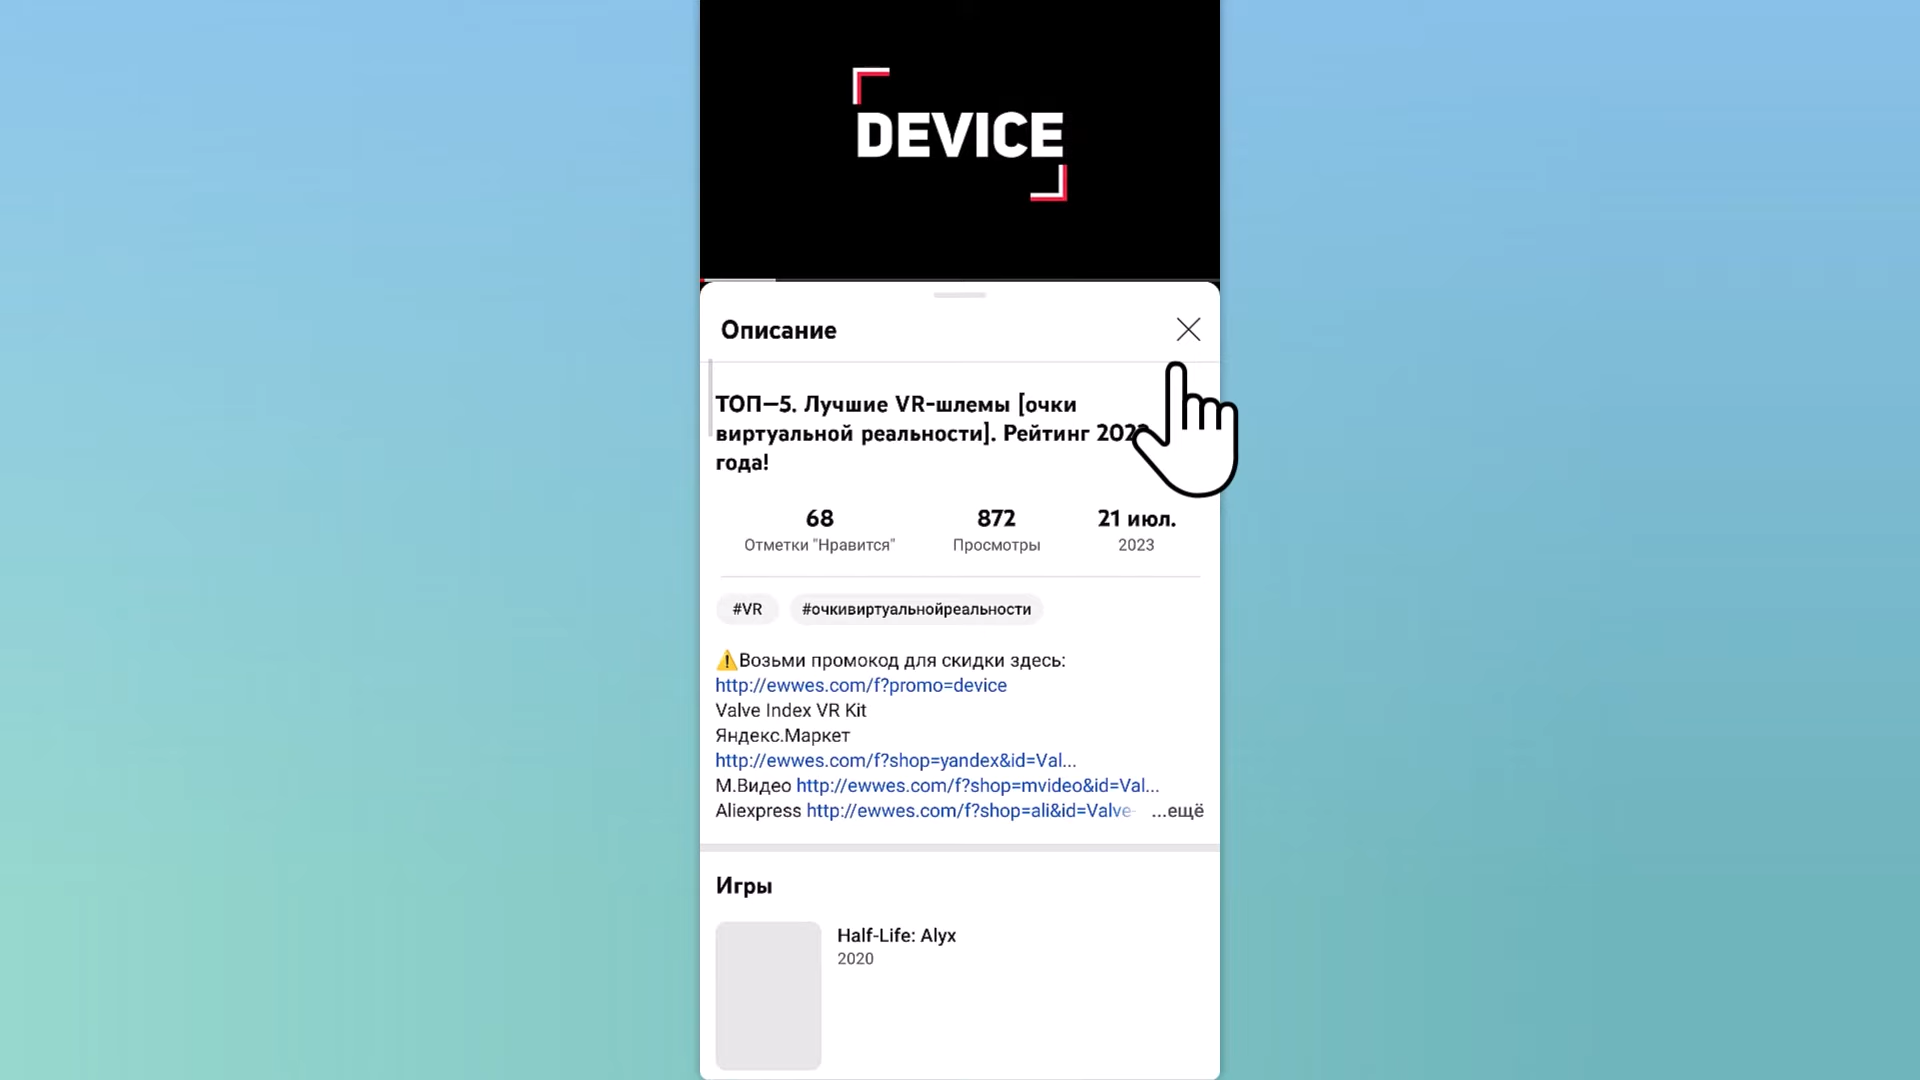 DEVICE
Описание
ТОП–5. Лучшие VR-шлемы [очки
виртуальной реальности]. Рейтинг
года!
68
872
21 июл.
Отметки "Нравится"
Просмотры
2023
#VR
#очкивиртуальнойреальности
⚠️Возьми промокод для скидки здесь:
http://ewwes.com/f?promo=device
Valve Index VR Kit
Яндекс.Маркет
http://ewwes.com/f?shop=yandex&id=Val...
М.Видео http://ewwes.com/f?shop=mvideo&id=Val...
Aliexpress http://ewwes.com/f?shop=ali&id=Valve- ...ещё
Игры
Half-Life: Alyx
2020